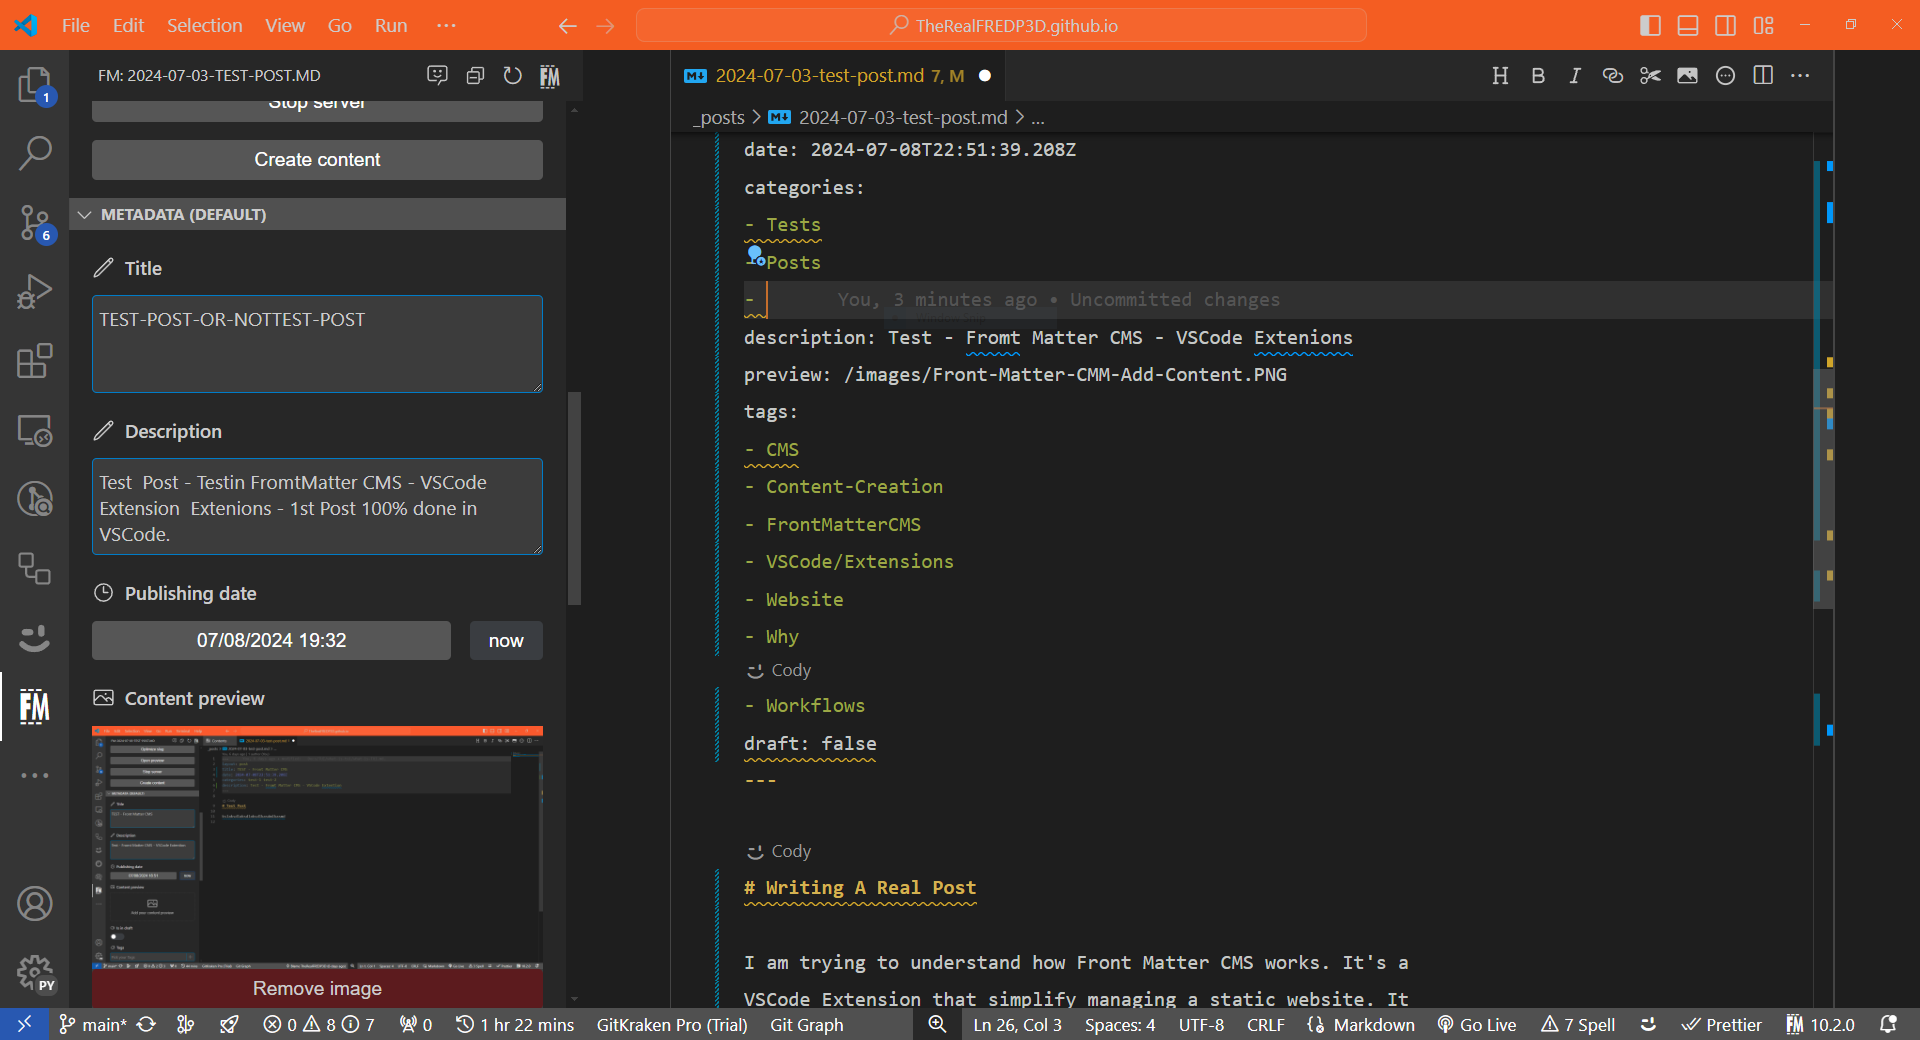 File Edit Selection View Go Run ···
TheRealFREDP3D.github.io
FM: 2024-07-03-TEST-POST.MD
FM
2024-07-03-test-post.md 7, M
H B I
_posts > 2024-07-03-test-post.md > ...
Stop server
Create content
METADATA (DEFAULT)
Title
TEST-POST-OR-NOTTEST-POST
Description
Test  Post - Testin FromtMatter CMS - VSCode
Extension  Extenions - 1st Post 100% done in
VSCode.
Publishing date
07/08/2024 19:32
now
Content preview
Remove image
1
6
FM
PY
date: 2024-07-08T22:51:39.208Z
categories:
- Tests
- Posts
-
You, 3 minutes ago • Uncommitted changes
description: Test - Fromt Matter CMS - VSCode Extenions
preview: /images/Front-Matter-CMM-Add-Content.PNG
tags:
- CMS
- Content-Creation
- FrontMatterCMS
- VSCode/Extensions
- Website
- Why
Cody
- Workflows
draft: false
---
Cody
# Writing A Real Post
I am trying to understand how Front Matter CMS works. It's a
VSCode Extension that simplify managing a static website. It
main* 0 8 7 0 1 hr 22 mins GitKraken Pro (Trial) Git Graph Ln 26, Col 3 Spaces: 4 UTF-8 CRLF Markdown Go Live 7 Spell Prettier FM 10.2.0